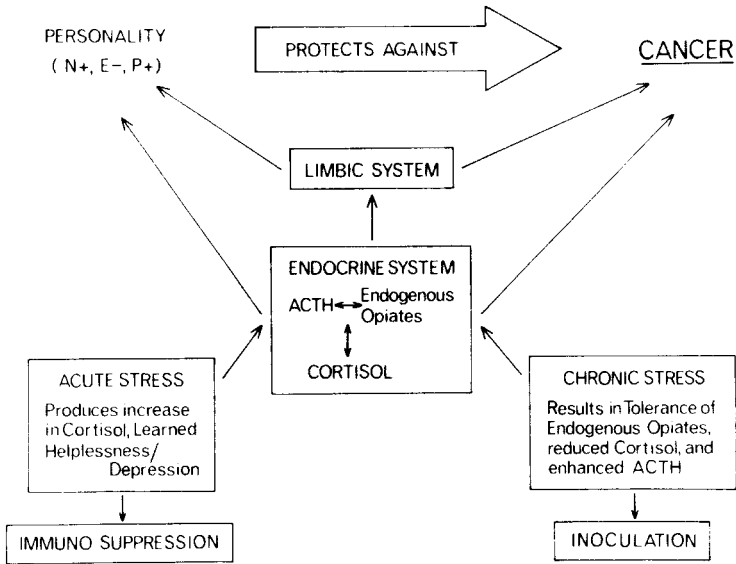 PERSONALITY
( N+, E−, P+)
PROTECTS AGAINST
CANCER
LIMBIC SYSTEM
ENDOCRINE SYSTEM
ACTH ↔ Endogenous
Opiates
CORTISOL
ACUTE STRESS
Produces increase
in Cortisol, Learned
Helplessness/
Depression
IMMUNO SUPPRESSION
CHRONIC STRESS
Results in Tolerance of
Endogenous Opiates,
reduced Cortisol, and
enhanced ACTH
INOCULATION